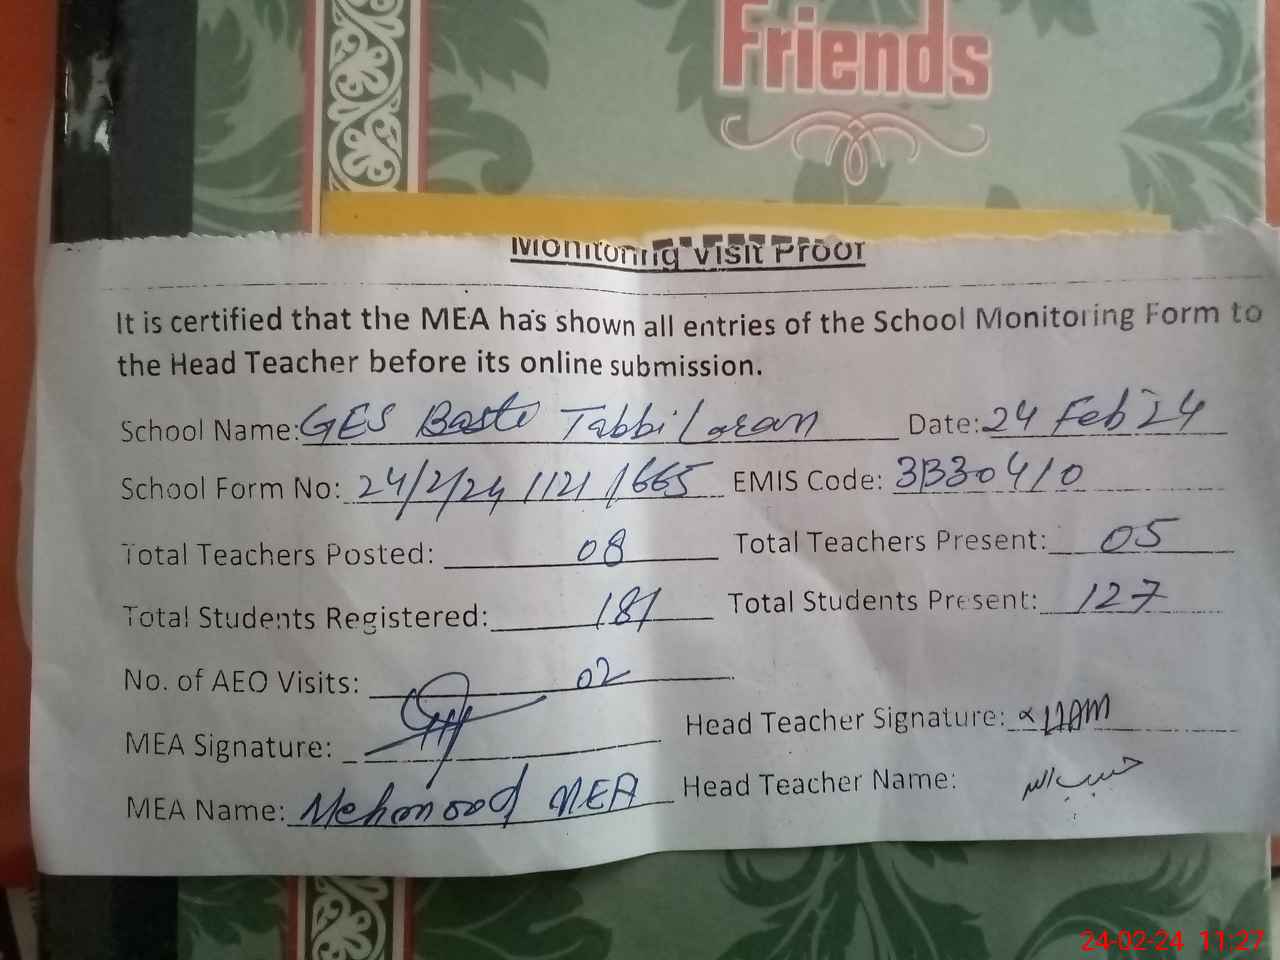 Friends
Monitoring Visit Proof
It is certified that the MEA has shown all entries of the School Monitoring Form to
the Head Teacher before its online submission.
School Name: GES Basti Tabbi Laran Date: 24 Feb 24
School Form No: 24/2/24 1121 1665 EMIS Code: 3B30410
Total Teachers Posted: 08 Total Teachers Present: 05
Total Students Registered: 181 Total Students Present: 127
No. of AEO Visits: 02
MEA Signature: Head Teacher Signature:
MEA Name: Mehmood MEA Head Teacher Name: حبیب اللہ
24-02-24 11:27